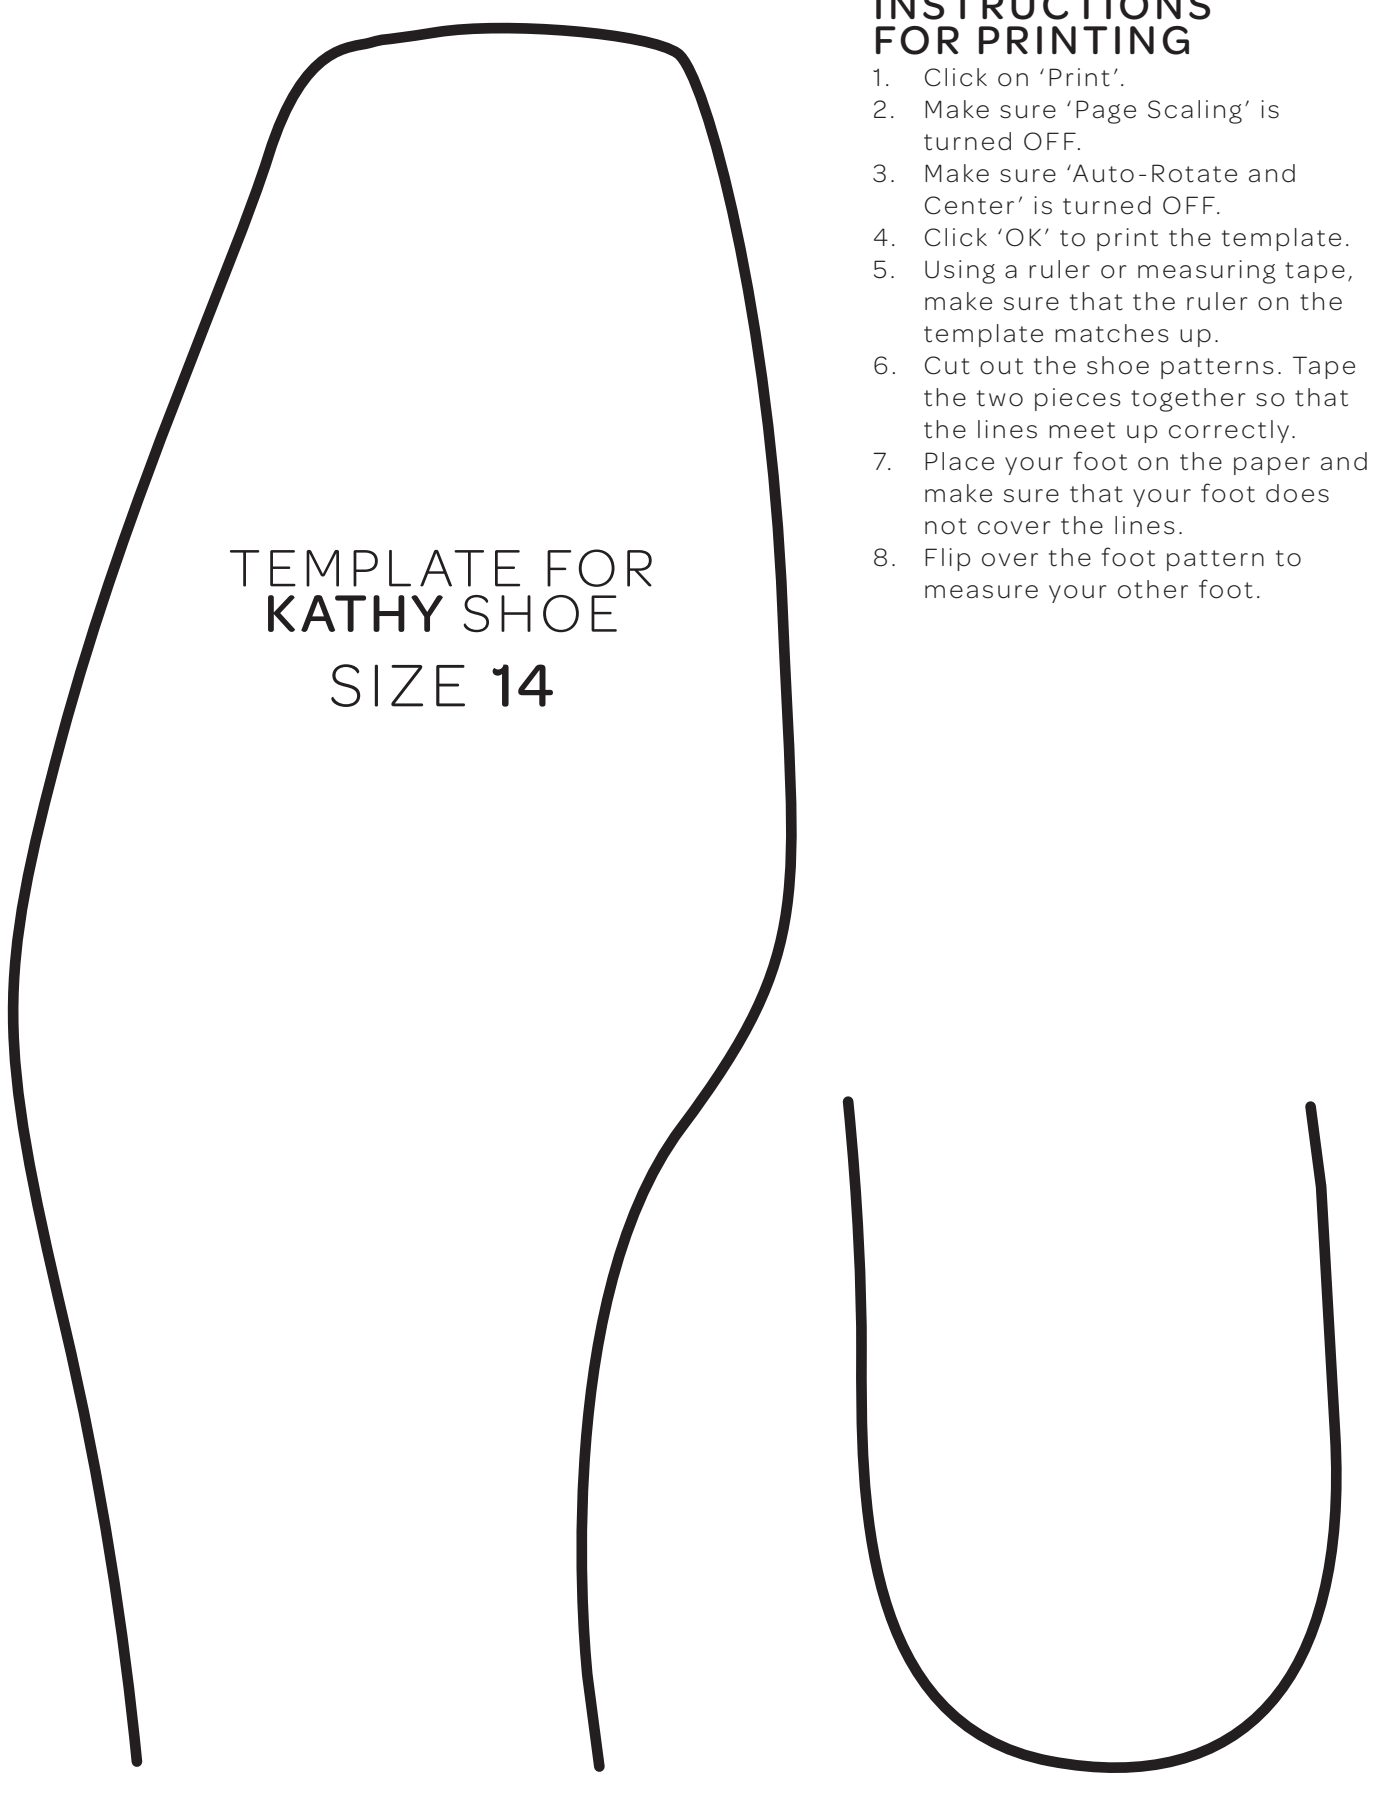 INSTRUCTIONS
FOR PRINTING
1. Click on ‘Print’.
2. Make sure ‘Page Scaling’ is
turned OFF.
3. Make sure ‘Auto-Rotate and
Center’ is turned OFF.
4. Click ‘OK’ to print the template.
5. Using a ruler or measuring tape,
make sure that the ruler on the
template matches up.
6. Cut out the shoe patterns. Tape
the two pieces together so that
the lines meet up correctly.
7. Place your foot on the paper and
make sure that your foot does
not cover the lines.
8. Flip over the foot pattern to
measure your other foot.
TEMPLATE FOR
KATHY SHOE
SIZE 14